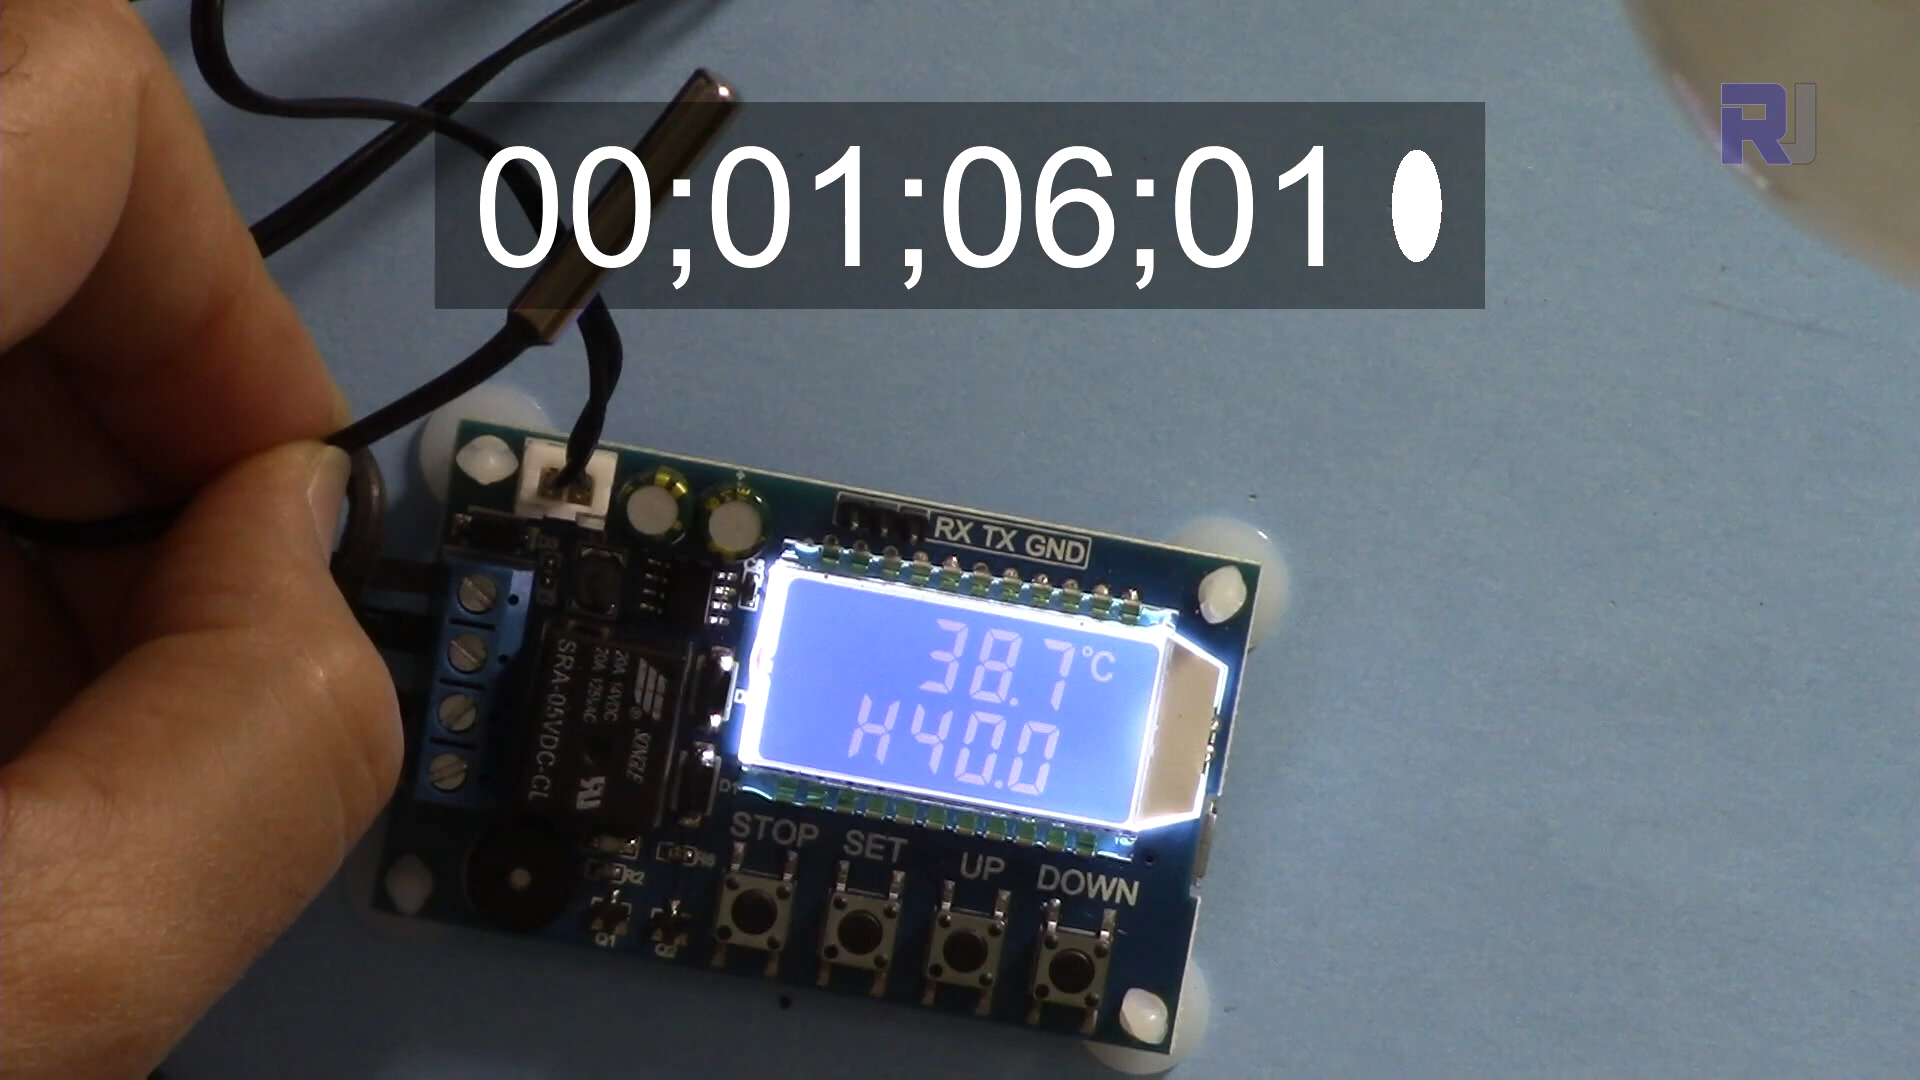 00;01;06;01
RJ
RX TX GND
38.7°C
H40.0
SRA-05VDC-CL
20A 125VAC
20A 14VDC
SONGLE
D1
STOP SET UP DOWN
R2
Q1